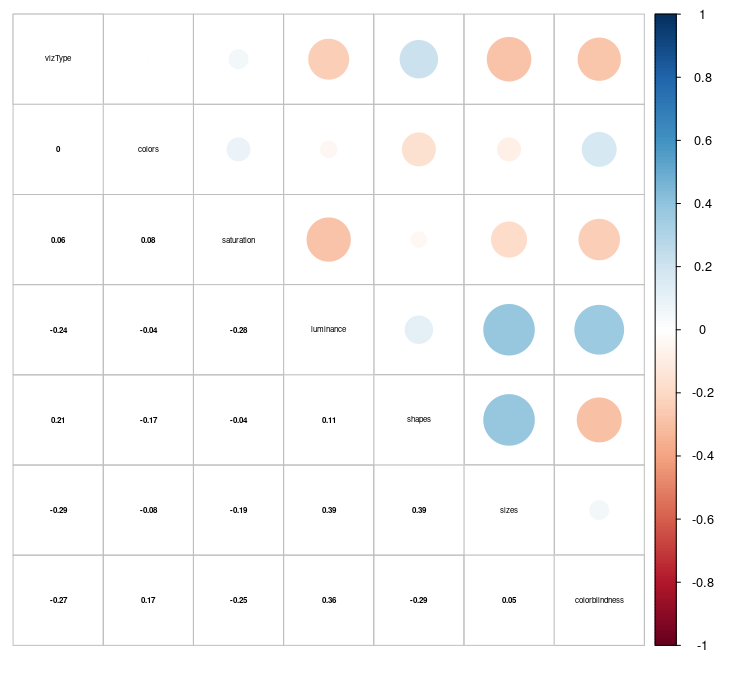 vizType
0 colors
0.06 0.08 saturation
-0.24 -0.04 -0.28 luminance
0.21 -0.17 -0.04 0.11 shapes
-0.29 -0.08 -0.19 0.39 0.39 sizes
-0.27 0.17 -0.25 0.36 -0.29 0.05 colorblindness
1
0.8
0.6
0.4
0.2
0
-0.2
-0.4
-0.6
-0.8
-1